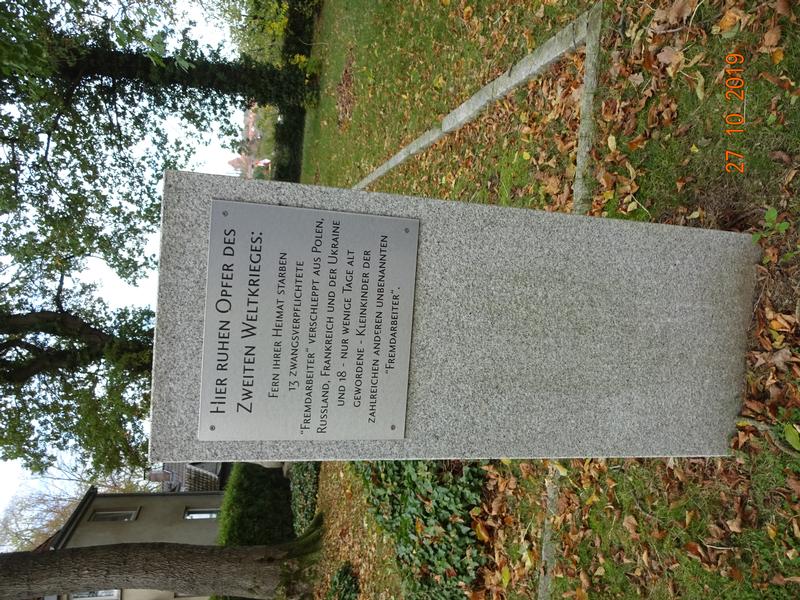 Hier ruhen Opfer des
Zweiten Weltkrieges:
Fern ihrer Heimat starben
13 zwangsverpflichtete
"Fremdarbeiter" verschleppt aus Polen,
Russland, Frankreich und der Ukraine
und 18 - nur wenige Tage alt
gewordene - Kleinkinder der
zahlreichen anderen unbenannten
"Fremdarbeiter".
27 10 2019